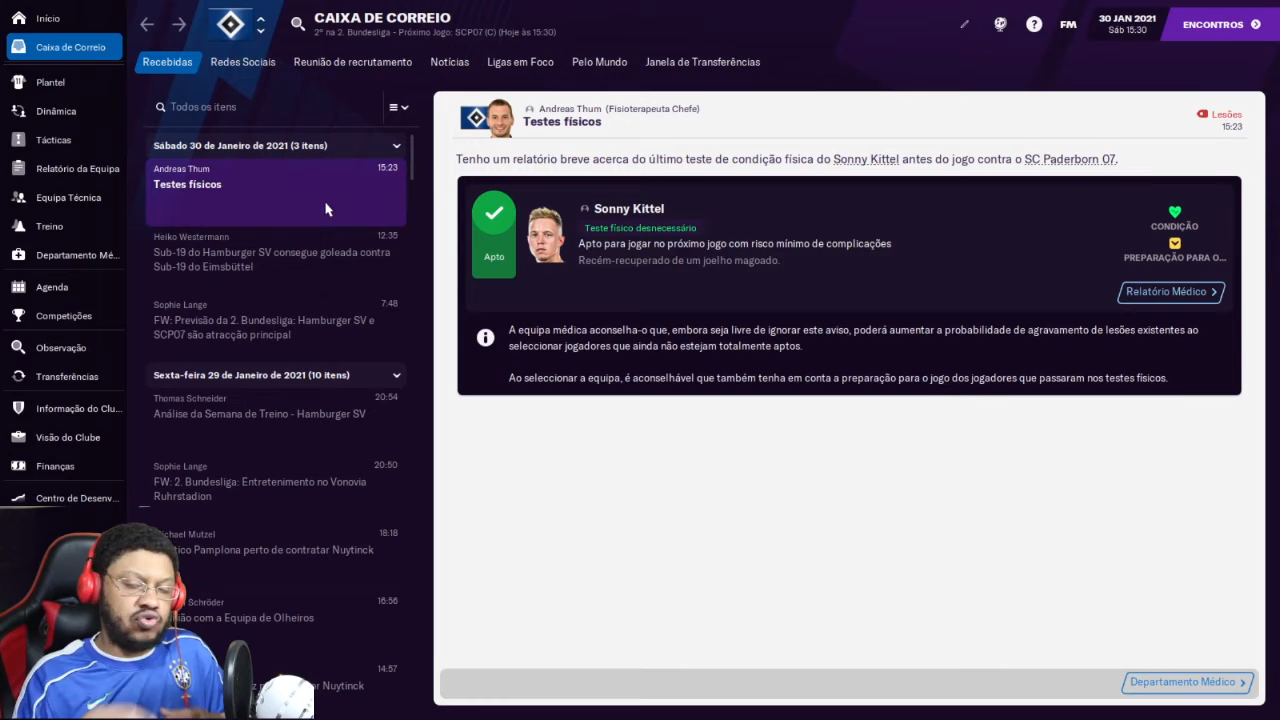 Início
Caixa de Correio
Plantel
Dinâmica
Tácticas
Relatório da Equipa
Equipa Técnica
Treino
Departamento Mé...
Agenda
Competições
Observação
Transferências
Informação do Clu...
Visão do Clube
Finanças
Centro de Desenv...
CAIXA DE CORREIO
2º na 2. Bundesliga - Próximo Jogo: SCP07 (C) (Hoje às 15:30)
FM
30 JAN 2021
Sáb 15:30
ENCONTROS
Recebidas
Redes Sociais
Reunião de recrutamento
Notícias
Ligas em Foco
Pelo Mundo
Janela de Transferências
Todos os itens
Sábado 30 de Janeiro de 2021 (3 itens)
Andreas Thum 15:23
Testes físicos
Heiko Westermann 12:35
Sub-19 do Hamburger SV consegue goleada contra
Sub-19 do Eimsbüttel
Sophie Lange 7:48
FW: Previsão da 2. Bundesliga: Hamburger SV e
SCP07 são atracção principal
Sexta-feira 29 de Janeiro de 2021 (10 itens)
Thomas Schneider 20:54
Análise da Semana de Treino - Hamburger SV
Sophie Lange 20:50
FW: 2. Bundesliga: Entretenimento no Vonovia
Ruhrstadion
Mutzel 18:18
Pamplona perto de contratar Nuytinck
Schröder 16:56
com a Equipa de Olheiros
14:57
Nuytinck
Andreas Thum (Fisioterapeuta Chefe)
Testes físicos
Lesões
15:23
Tenho um relatório breve acerca do último teste de condição física do Sonny Kittel antes do jogo contra o SC Paderborn 07.
Apto
Sonny Kittel
Teste físico desnecessário
Apto para jogar no próximo jogo com risco mínimo de complicações
Recém-recuperado de um joelho magoado.
CONDIÇÃO
PREPARAÇÃO PARA O...
Relatório Médico
A equipa médica aconselha-o que, embora seja livre de ignorar este aviso, poderá aumentar a probabilidade de agravamento de lesões existentes ao
seleccionar jogadores que ainda não estejam totalmente aptos.
Ao seleccionar a equipa, é aconselhável que também tenha em conta a preparação para o jogo dos jogadores que passaram nos testes físicos.
Departamento Médico